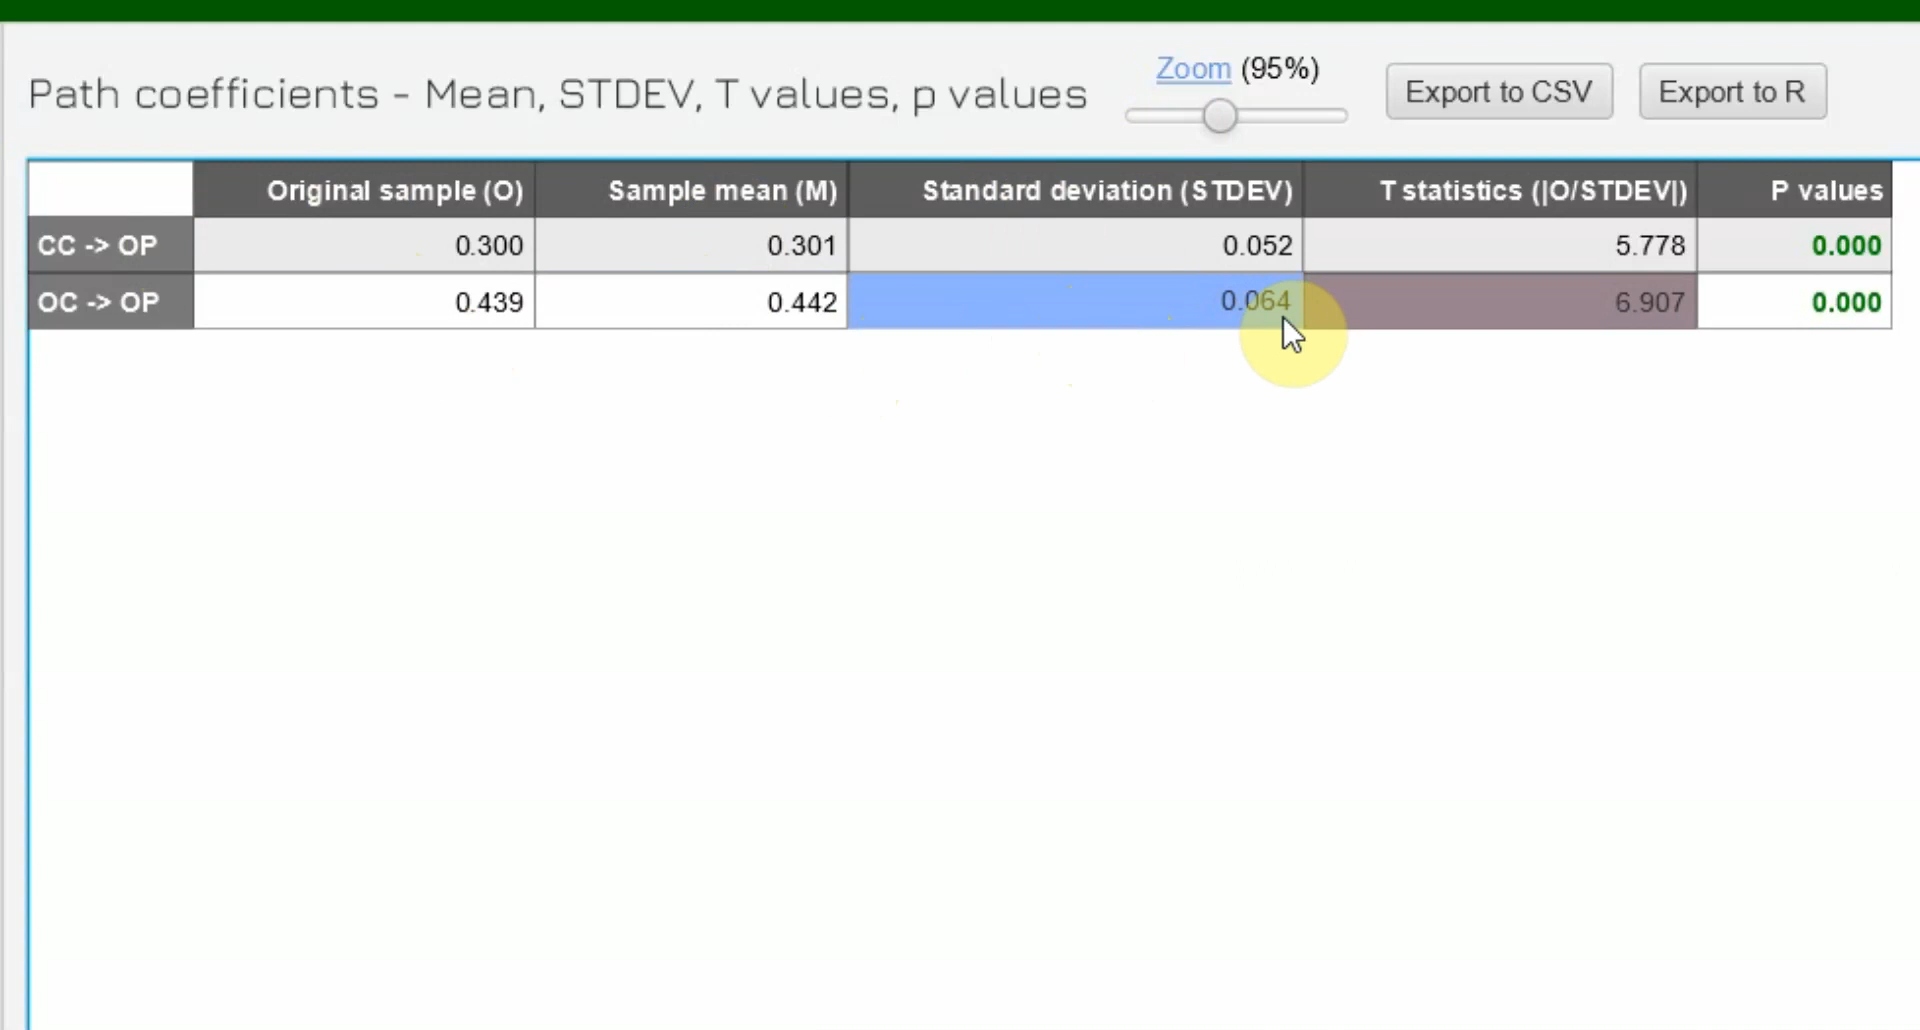 Path coefficients - Mean, STDEV, T values, p values
Zoom (95%)
Export to CSV
Export to R
Original sample (O) Sample mean (M) Standard deviation (STDEV) T statistics (|O/STDEV|) P values
CC -> OP 0.300 0.301 0.052 5.778 0.000
OC -> OP 0.439 0.442 0.064 6.907 0.000